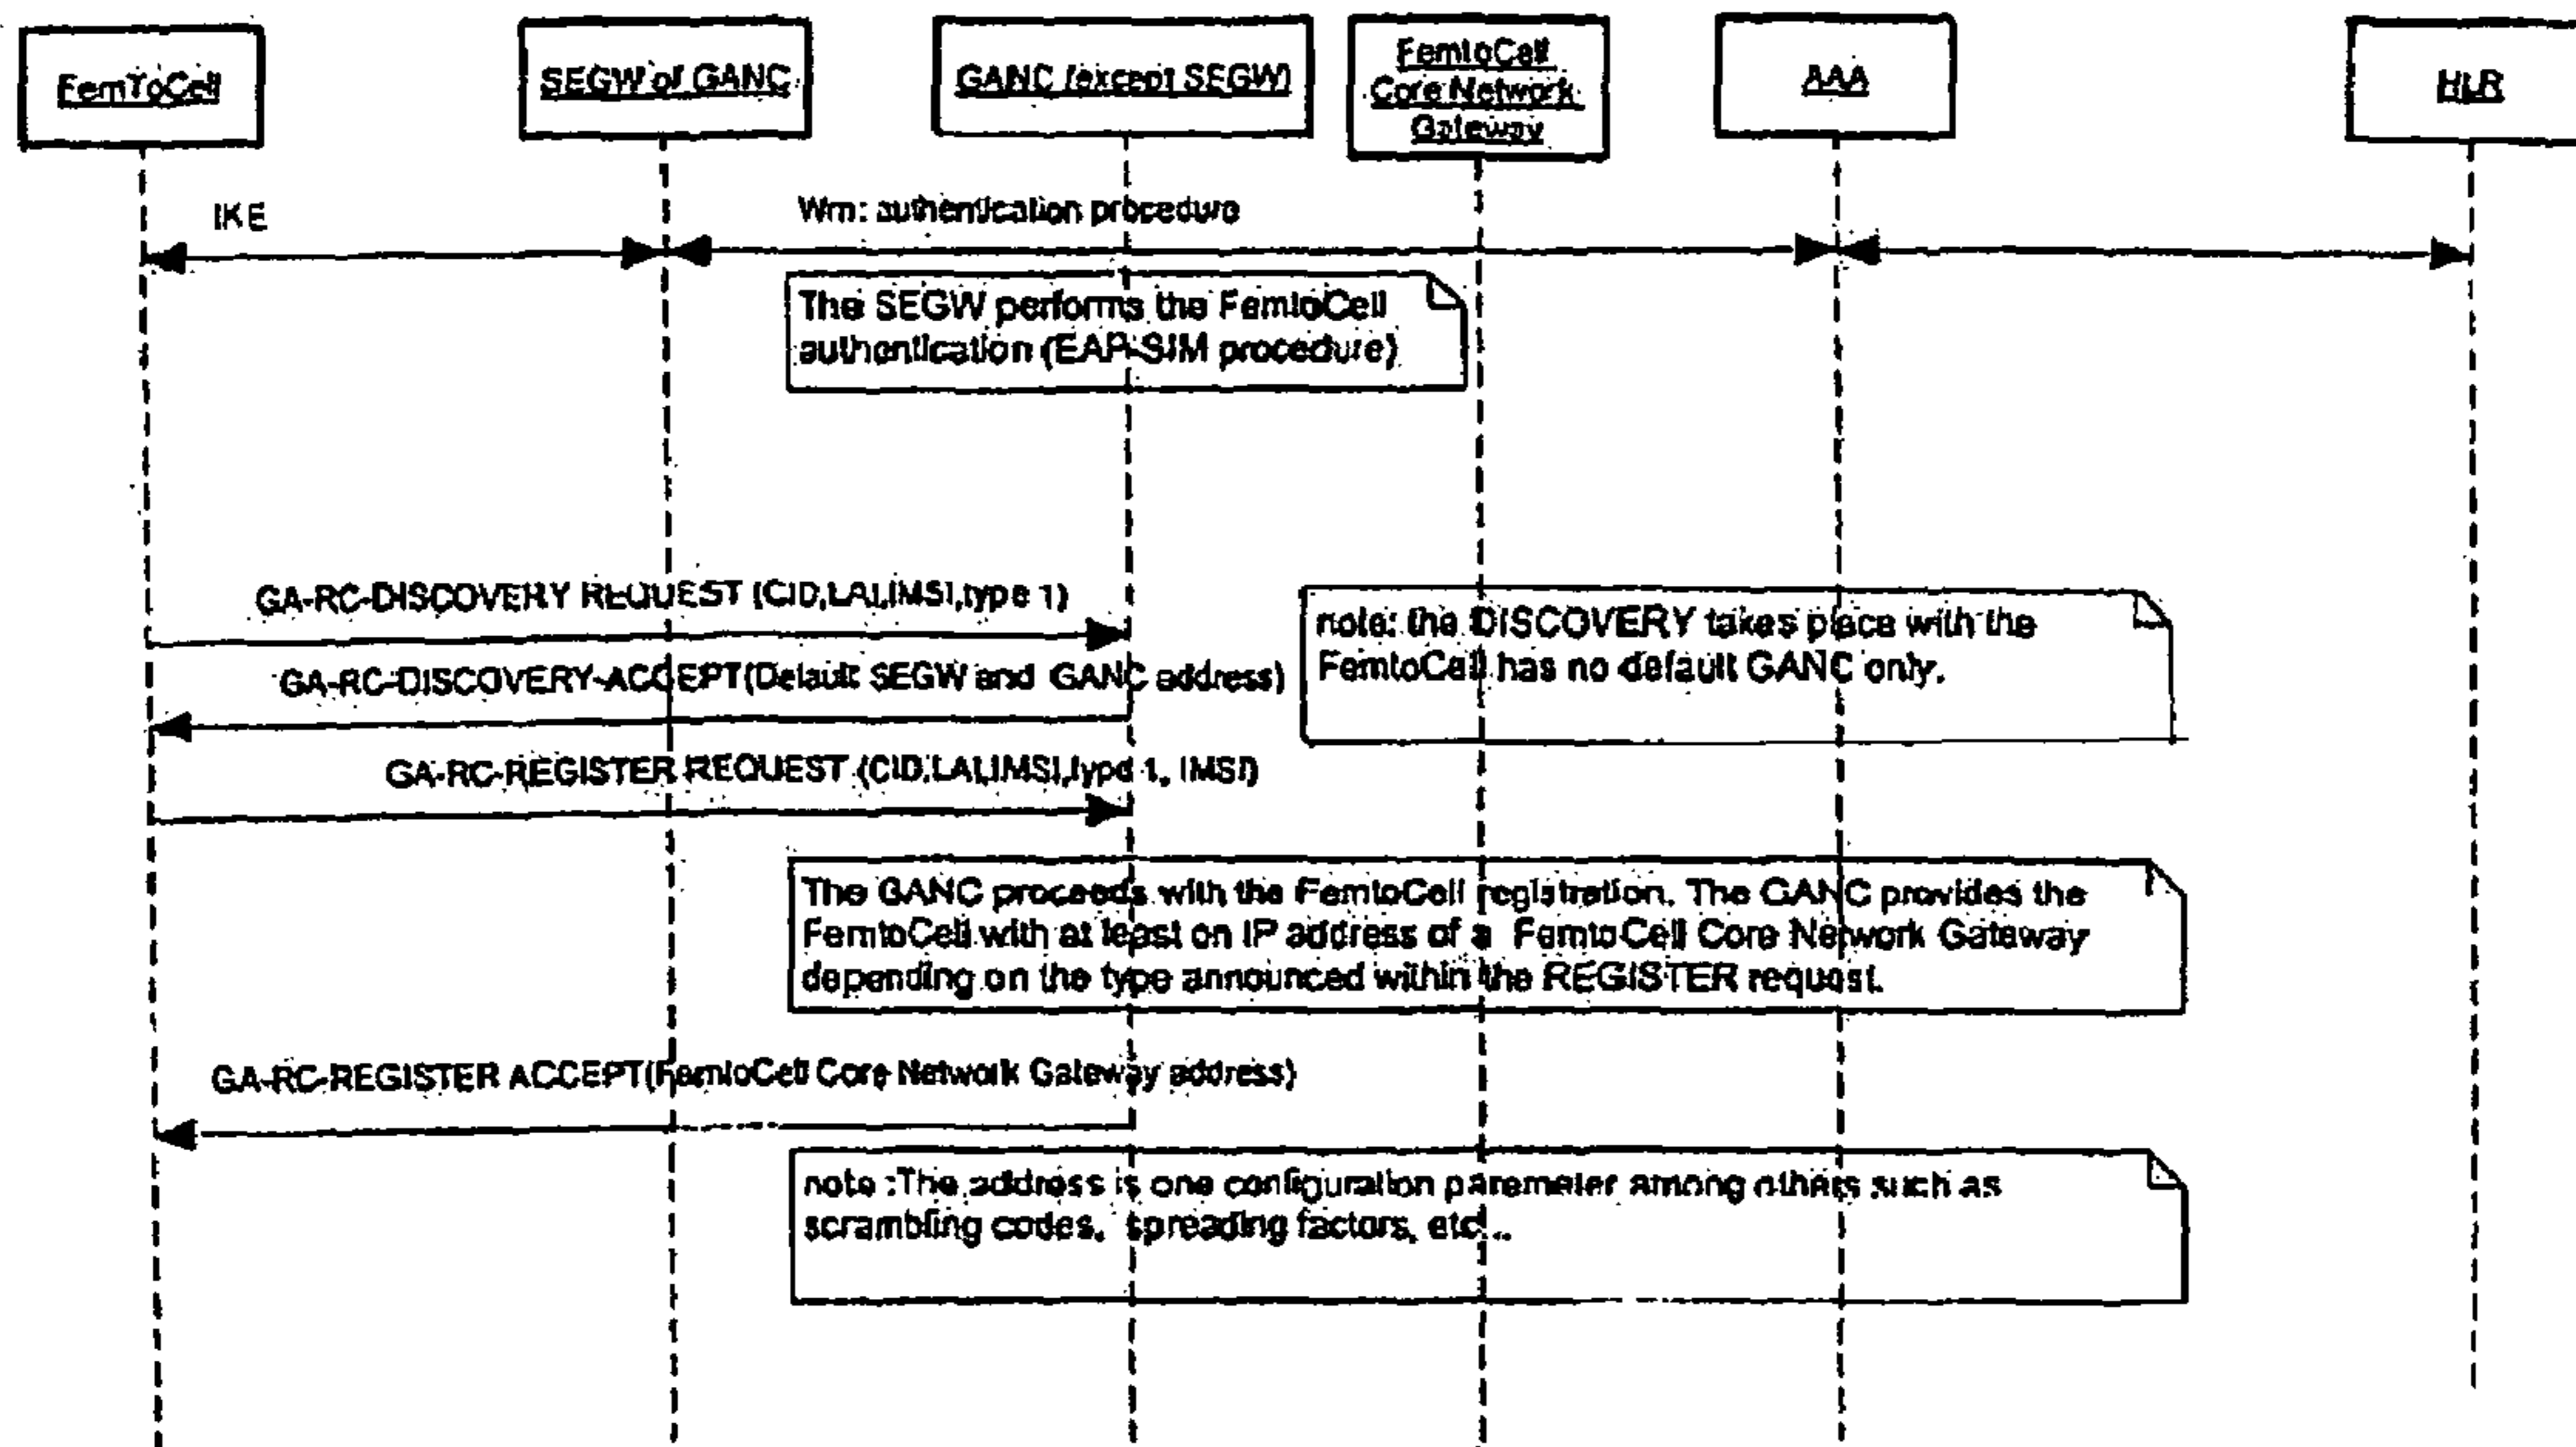 FemToCell
SEGW of GANC
GANC (except SEGW)
FemtoCell
Core Network
Gateway
AAA
HLR
IKE
Wm: authentication procedure
The SEGW performs the FemtoCell
authentication (EAP-SIM procedure)
GA-RC-DISCOVERY REQUEST (CID,LAI,IMSI,type 1)
note: the DISCOVERY takes place with the
FemtoCell has no default GANC only.
GA-RC-DISCOVERY-ACCEPT(Default SEGW and GANC address)
GA-RC-REGISTER REQUEST (CID,LAI,IMSI,type 1, IMSI)
The GANC proceeds with the FemtoCell registration. The GANC provides the
FemtoCell with at least on IP address of a FemtoCell Core Network Gateway
depending on the type announced within the REGISTER request.
GA-RC-REGISTER ACCEPT(FemtoCell Core Network Gateway address)
note :The address is one configuration paremeter among others such as
scrambling codes, spreading factors, etc...